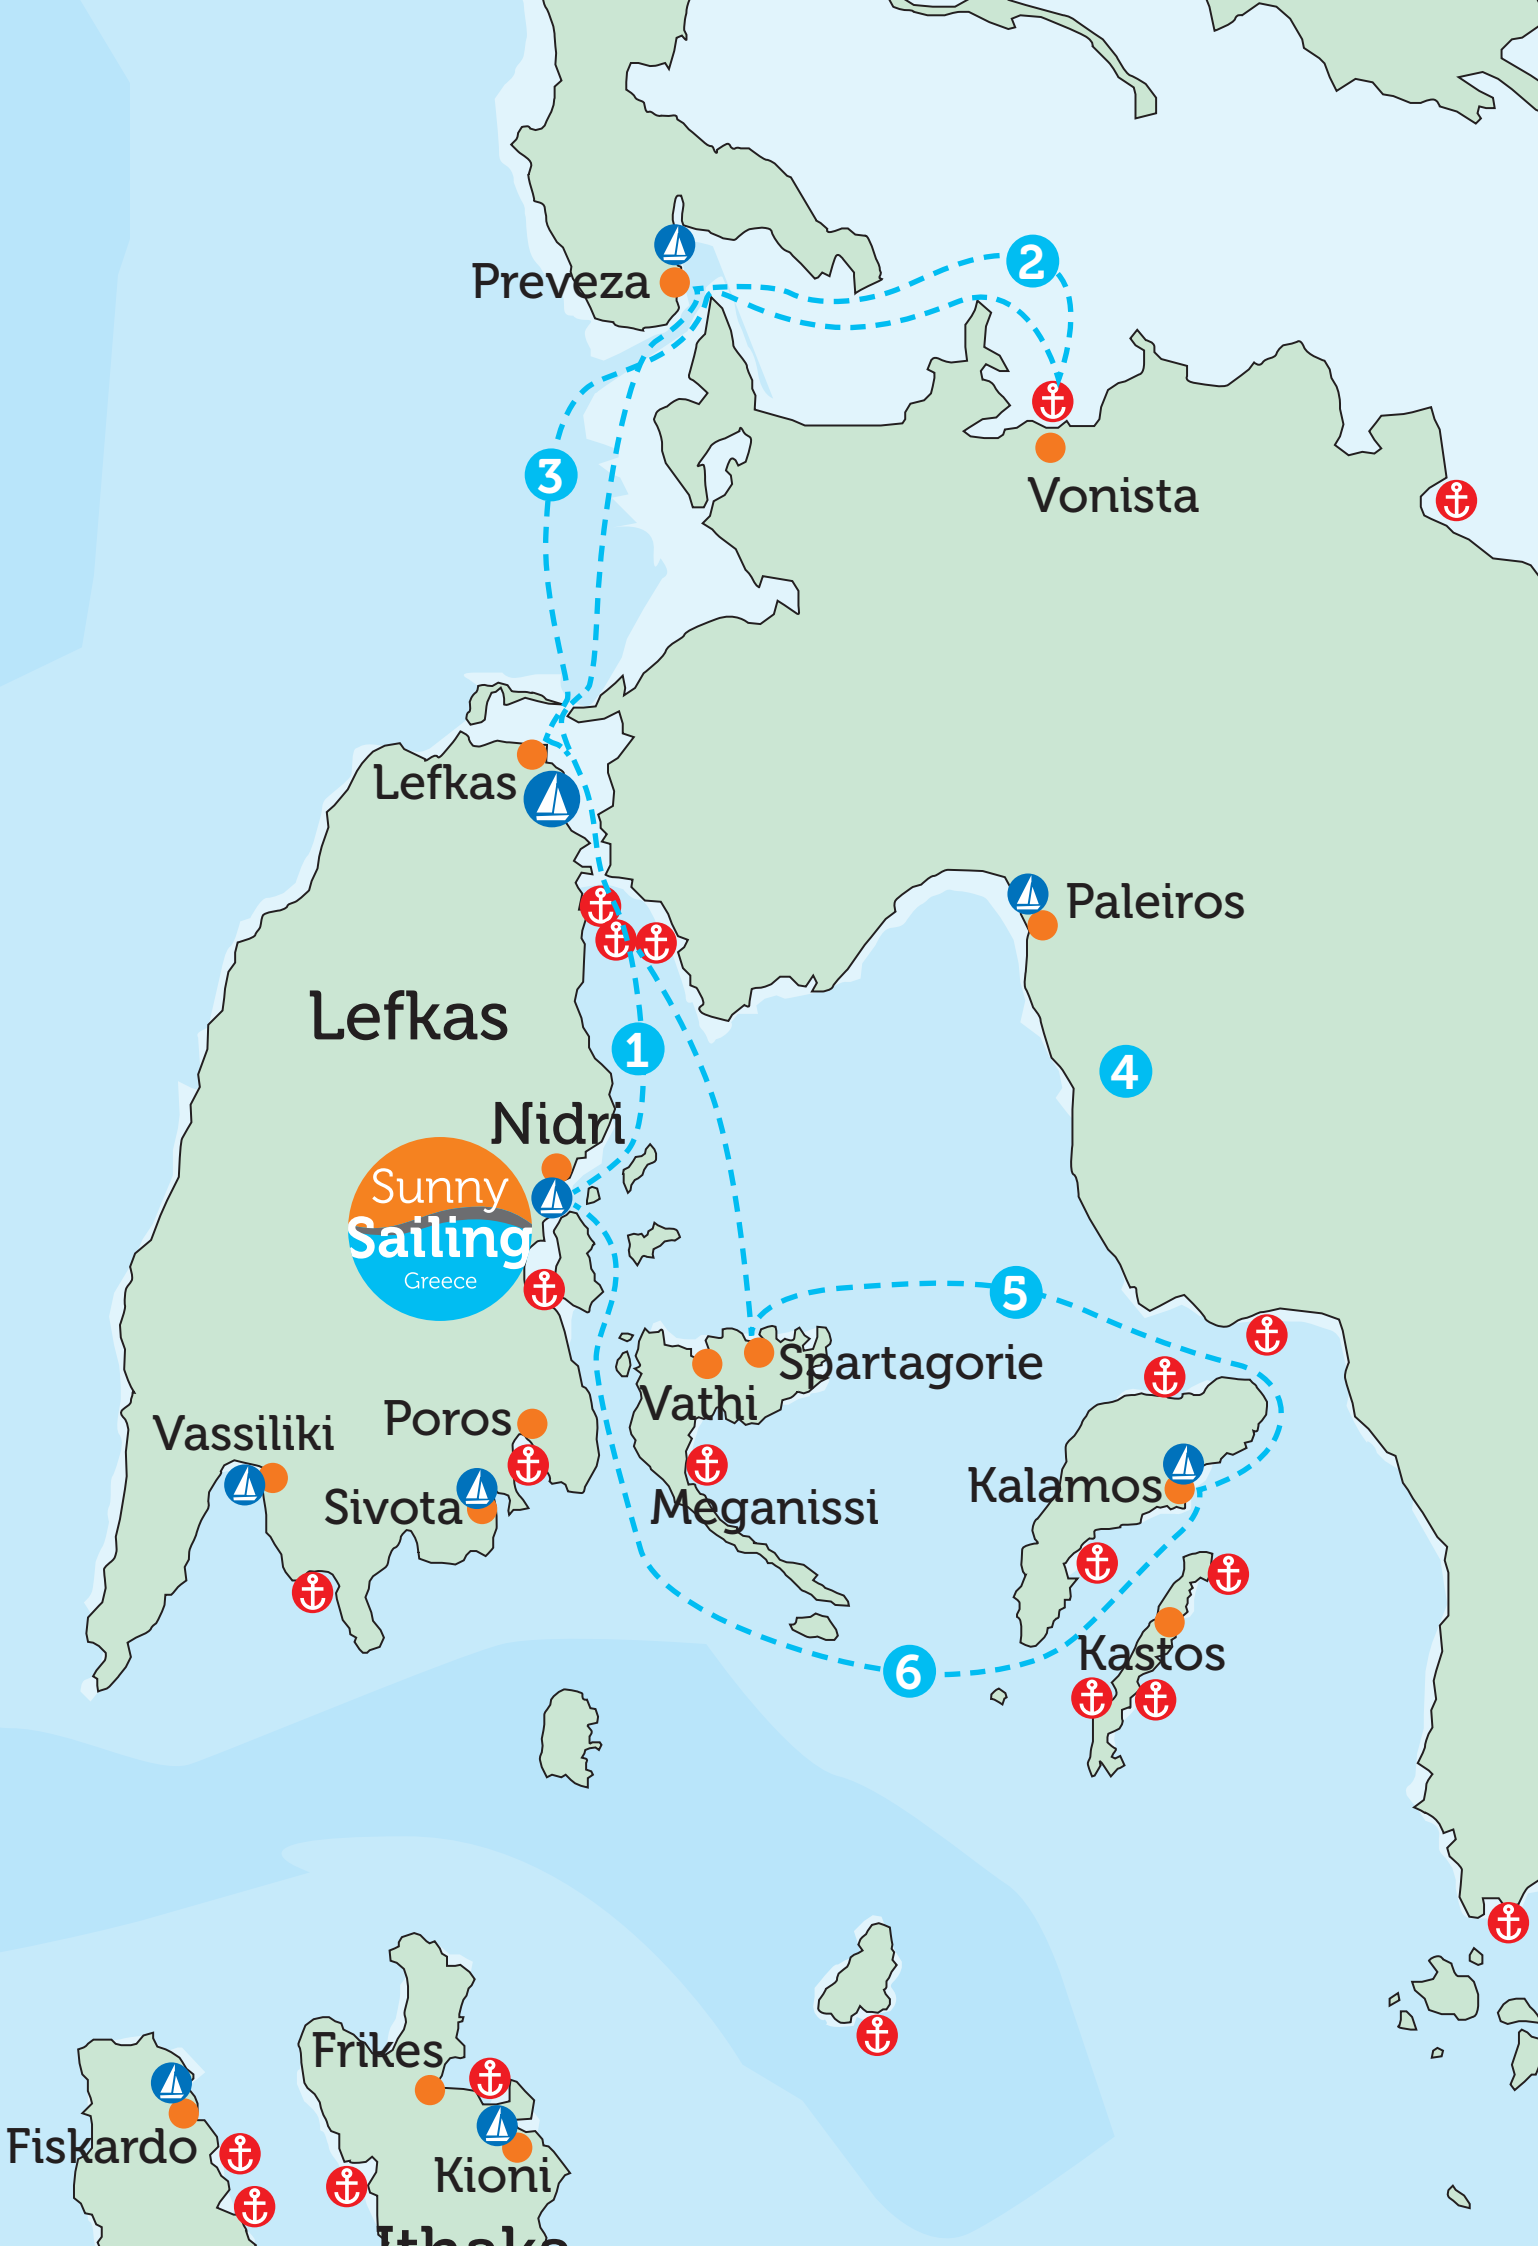 2
Preveza
3
Vonista
Lefkas
Paleiros
Lefkas
1
4
Nidri
Sunny
Sailing
Greece
5
Spartagorie
Vathi
Poros
Vassiliki
Kalamos
Sivota
Meganissi
Kastos
6
Frikes
Fiskardo
Kioni
Ithaka